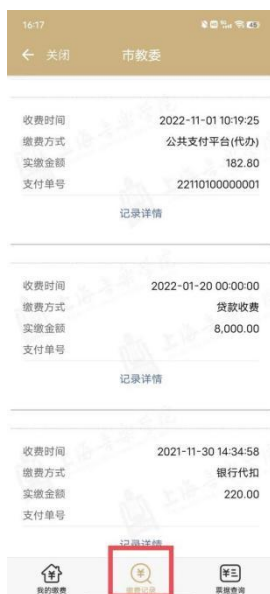 16:17
← 关闭 市教委
收费时间 2022-11-01 10:19:25
缴费方式 公共支付平台(代办)
实缴金额 182.80
支付单号 22110100000001
记录详情
收费时间 2022-01-20 00:00:00
缴费方式 贷款收费
实缴金额 8,000.00
支付单号
记录详情
收费时间 2021-11-30 14:34:58
缴费方式 银行代扣
实缴金额 220.00
支付单号
记录详情
我的缴费 缴费记录 票据查询